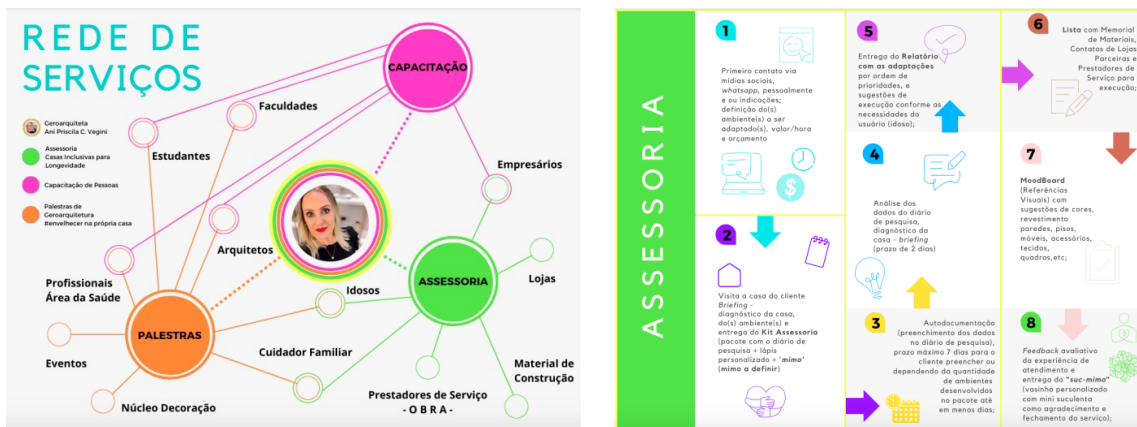 REDE DE
SERVIÇOS
Geroarquiteta
Ani Priscila C. Vegini
Assessoria
Casas Inclusivas para
Longevidade
Capacitação de Pessoas
Palestras de
Geroarquitetura
#envelhecer na própria casa
CAPACITAÇÃO
Faculdades
Estudantes
Empresários
Arquitetos
Profissionais
Área da Saúde
Idosos
ASSESSORIA
Lojas
PALESTRAS
Eventos
Cuidador Familiar
Núcleo Decoração
Prestadores de Serviço
- O B R A -
Material de
Construção
ASSESSORIA
1
Primeiro contato via
mídias sociais,
whatsapp, pessoalmente
e ou indicações;
definição do(s)
ambiente(s) a ser
adaptado(s), valor/hora
e orçamento
$
2
Visita a casa do cliente
Briefing -
diagnóstico da casa,
do(s) ambiente(s) e
entrega do Kit Assessoria
(pacote com o diário de
pesquisa + lápis
personalizado + 'mimo'
(mimo a definir)
3
Autodocumentação
(preenchimento dos dados
no diário de pesquisa),
prazo máximo 7 dias para o
cliente preencher ou
dependendo da quantidade
de ambientes
desenvolvidos
no pacote até
em menos dias;
4
Análise dos
dados do diário
de pesquisa,
diagnóstico da
casa - briefing
(prazo de 2 dias)
5
Entrega do Relatório
com as adaptações
por ordem de
prioridades, e
sugestões de
execução conforme as
necessidades do
usuário (idoso);
6
Lista com Memorial
de Materiais,
Contatos de Lojas
Parceiras e
Prestadores de
Serviço para
execução;
7
MoodBoard
(Referências
Visuais) com
sugestões de cores,
revestimento
paredes, pisos,
móveis, acessórios,
tecidos,
quadros,etc;
8
Feedback avaliativo
da experiência de
atendimento e
entrega do "suc-mimo"
(vasinho personalizado
com mini suculenta
como agradecimento e
fechamento do serviço);